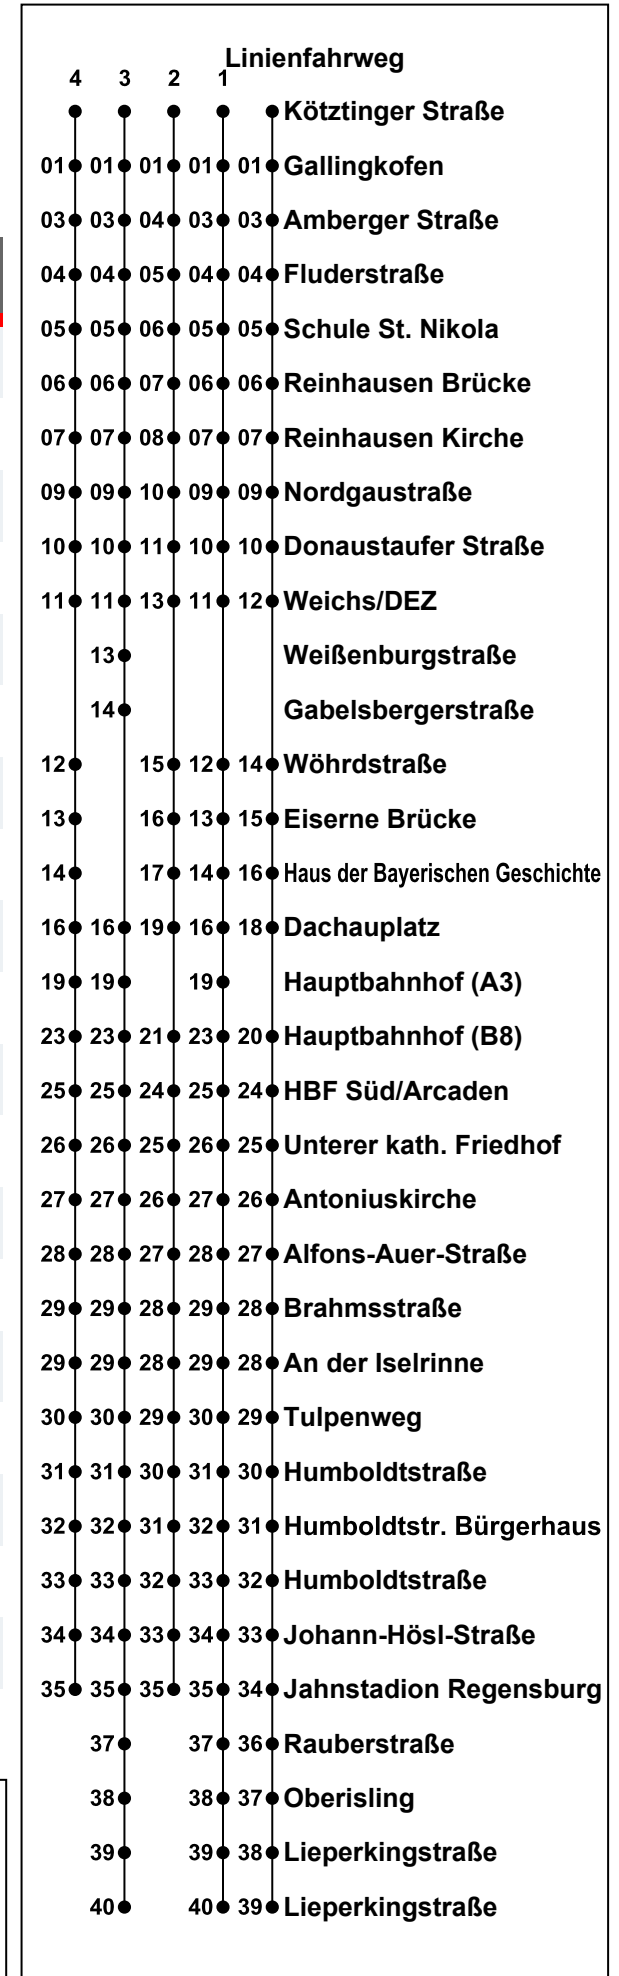 Linienfahrweg
4 3 2 1
Kötztinger Straße
01 01 01 01 01 Gallingkofen
03 03 04 03 03 Amberger Straße
04 04 05 04 04 Fluderstraße
05 05 06 05 05 Schule St. Nikola
06 06 07 06 06 Reinhausen Brücke
07 07 08 07 07 Reinhausen Kirche
09 09 10 09 09 Nordgaustraße
10 10 11 10 10 Donaustaufer Straße
11 11 13 11 12 Weichs/DEZ
13 Weißenburgstraße
14 Gabelsbergerstraße
12 15 12 14 Wöhrdstraße
13 16 13 15 Eiserne Brücke
14 17 14 16 Haus der Bayerischen Geschichte
16 16 19 16 18 Dachauplatz
19 19 19 Hauptbahnhof (A3)
23 23 21 23 20 Hauptbahnhof (B8)
25 25 24 25 24 HBF Süd/Arcaden
26 26 25 26 25 Unterer kath. Friedhof
27 27 26 27 26 Antoniuskirche
28 28 27 28 27 Alfons-Auer-Straße
29 29 28 29 28 Brahmsstraße
29 29 28 29 28 An der Iselrinne
30 30 29 30 29 Tulpenweg
31 31 30 31 30 Humboldtstraße
32 32 31 32 31 Humboldtstr. Bürgerhaus
33 33 32 33 32 Humboldtstraße
34 34 33 34 33 Johann-Hösl-Straße
35 35 35 35 34 Jahnstadion Regensburg
37 37 36 Rauberstraße
38 38 37 Oberisling
39 39 38 Lieperkingstraße
40 40 39 Lieperkingstraße